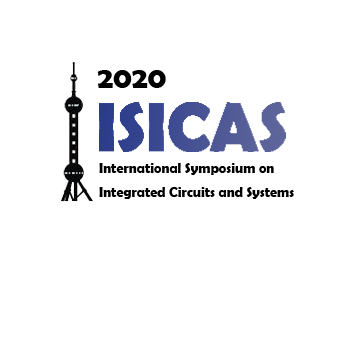 2020
ISICAS
International Symposium on
Integrated Circuits and Systems